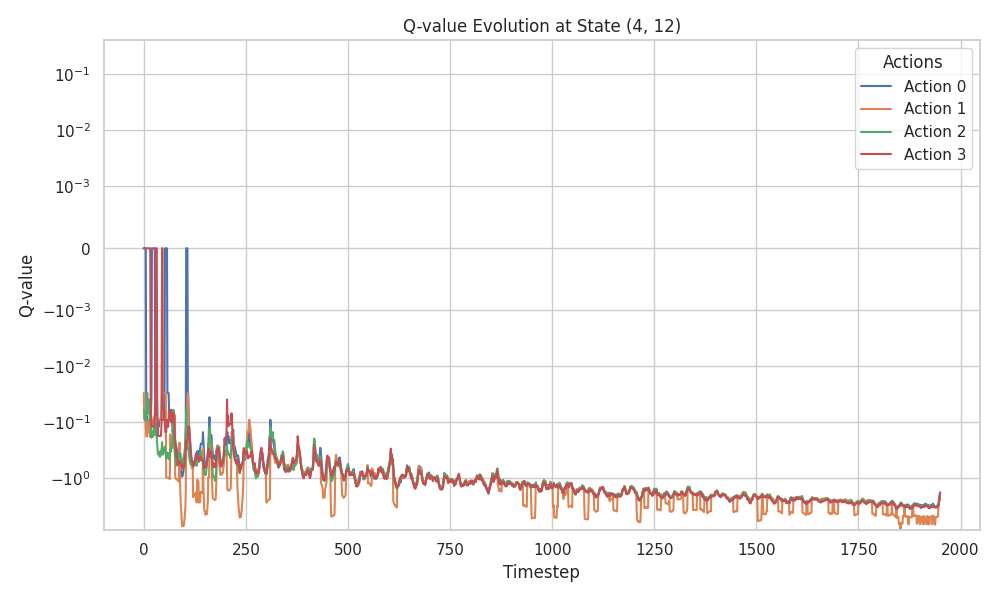 Q-value Evolution at State (4, 12)
Actions
Action 0
Action 1
Action 2
Action 3
10⁻¹
10⁻²
10⁻³
0
−10⁻³
−10⁻²
−10⁻¹
−10⁰
Q-value
0 250 500 750 1000 1250 1500 1750 2000
Timestep